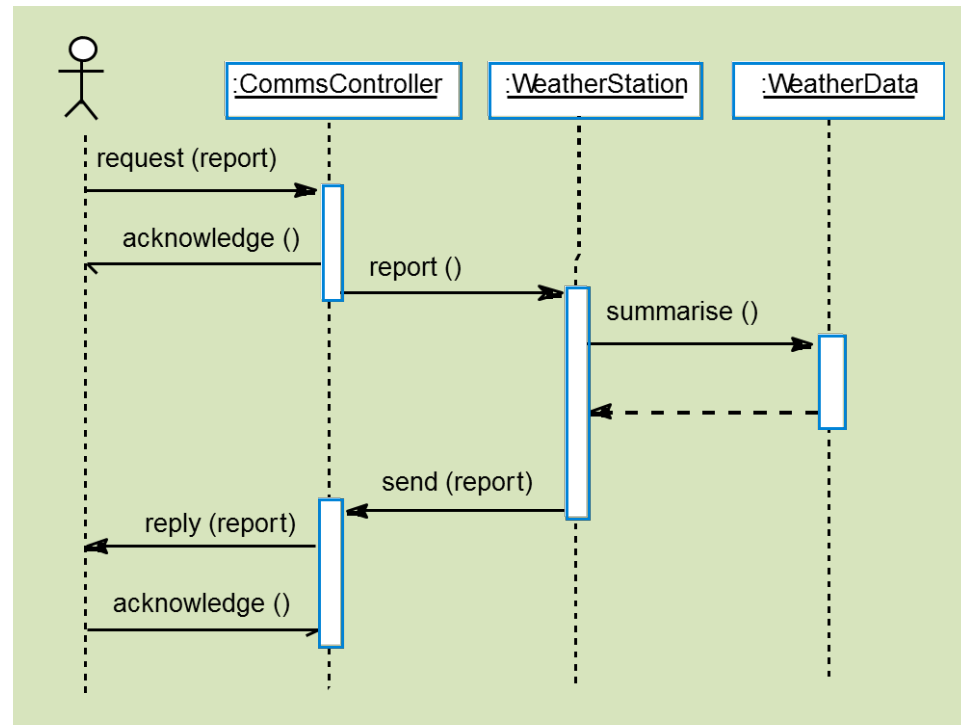 :CommsController
:WeatherStation
:WeatherData
request (report)
acknowledge ()
report ()
summarise ()
send (report)
reply (report)
acknowledge ()